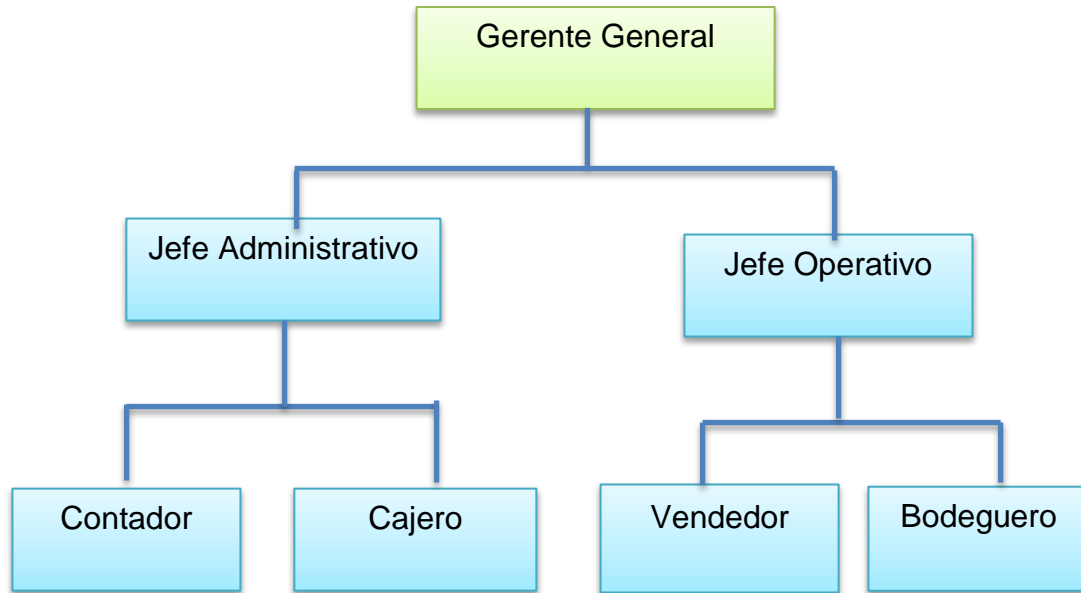 Gerente General
Jefe Administrativo
Jefe Operativo
Contador
Cajero
Vendedor
Bodeguero